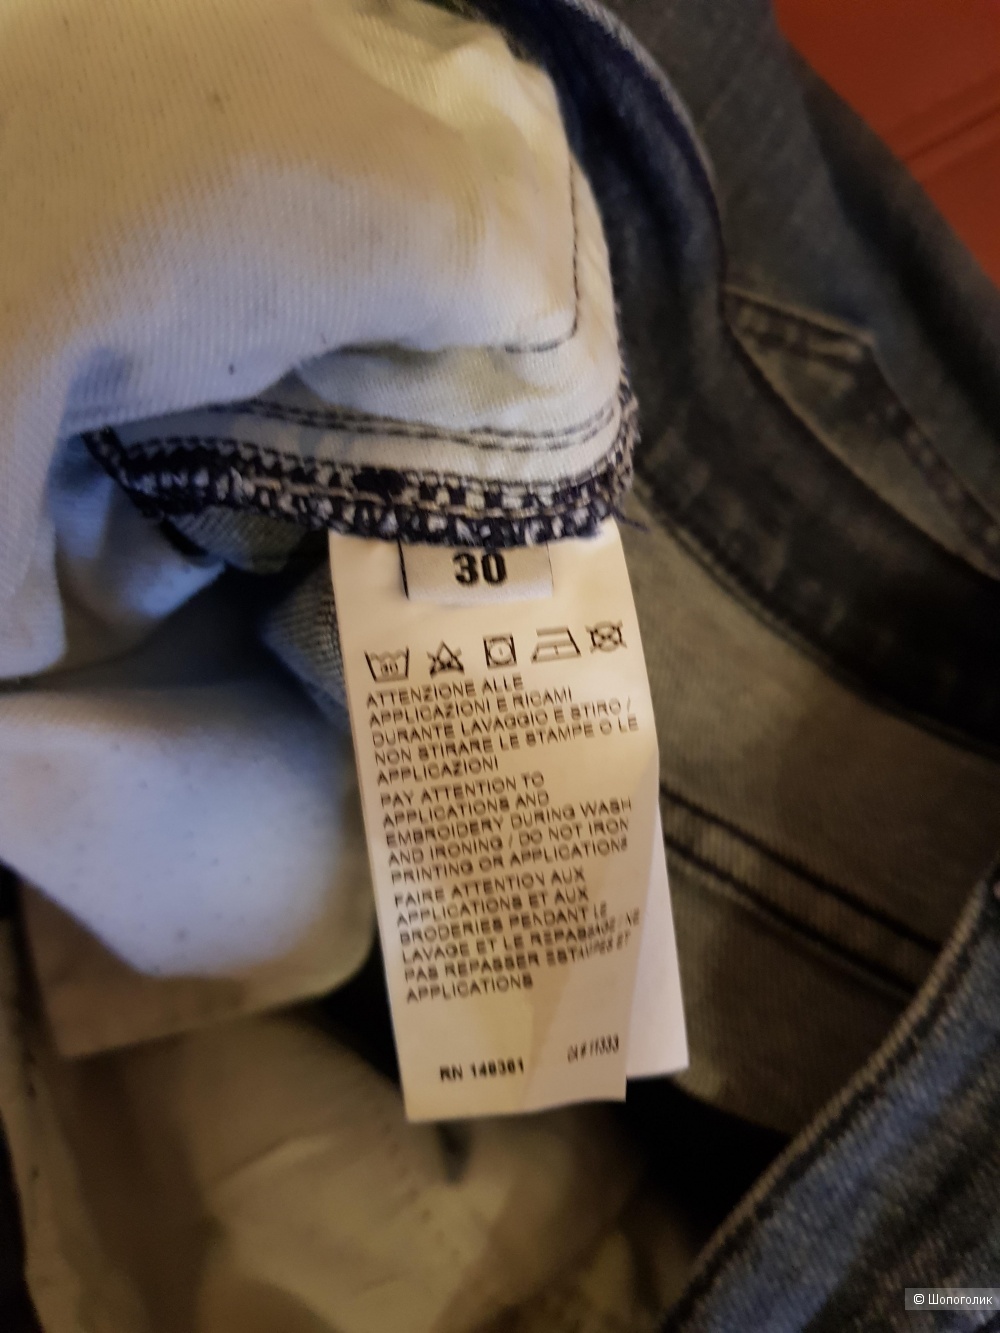 30
30
ATTENZIONE ALLE
APPLICAZIONI E RICAMI
DURANTE LAVAGGIO E STIRO /
NON STIRARE LE STAMPE O LE
APPLICAZIONI
PAY ATTENTION TO
APPLICATIONS AND
EMBROIDERY DURING WASH
AND IRONING / DO NOT IRON
PRINTING OR APPLICATIONS
FAIRE ATTENTION AUX
APPLICATIONS ET AUX
BRODERIES PENDANT LE
LAVAGE ET LE REPASSAGE / NE
PAS REPASSER ESTAMPES ET
APPLICATIONS
RN 148361
© Шопоголик